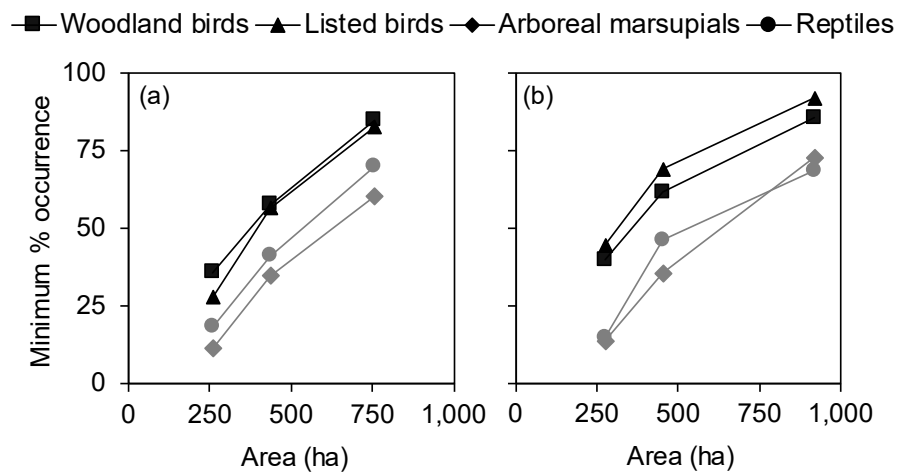 Woodland birds Listed birds Arboreal marsupials Reptiles
(a)
(b)
Minimum % occurrence
100
75
50
25
0
0 250 500 750 1,000
0 250 500 750 1,000
Area (ha)
Area (ha)